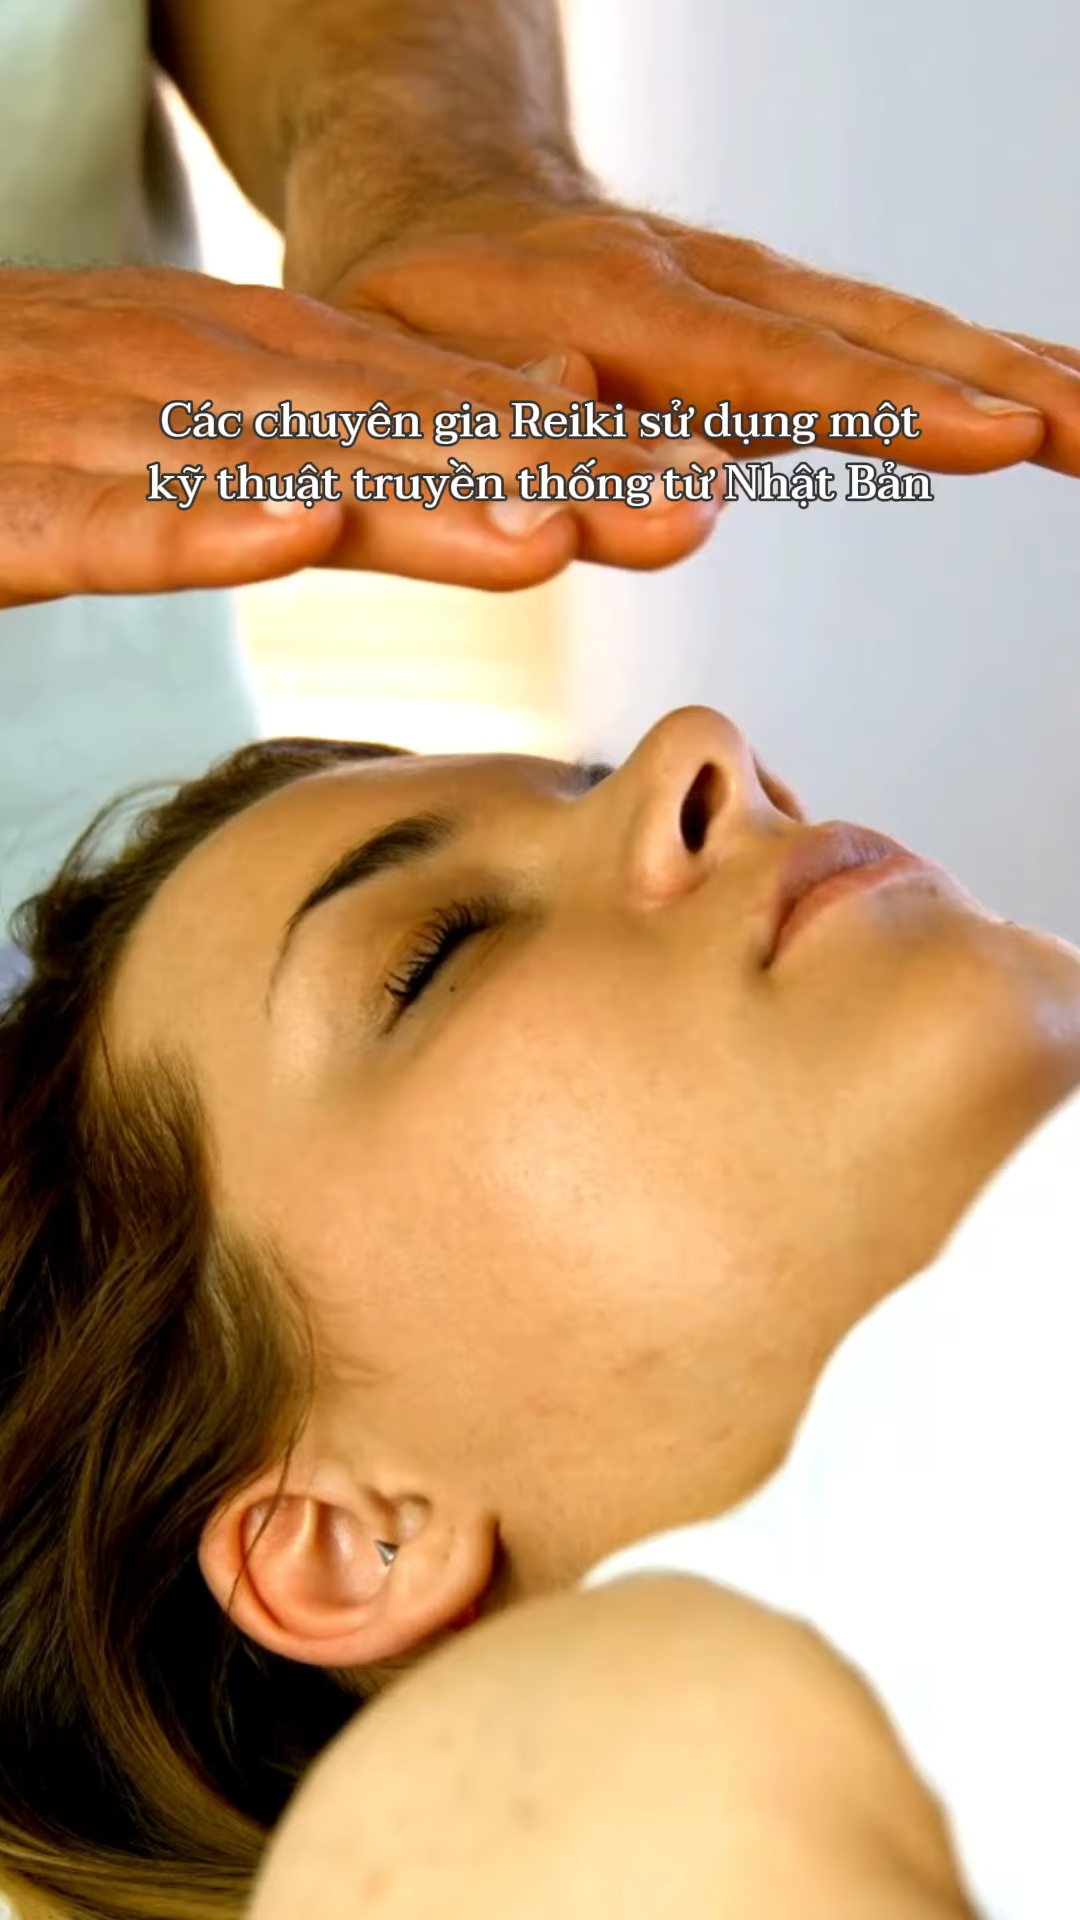 Các chuyên gia Reiki sử dụng một
kỹ thuật truyền thống từ Nhật Bản